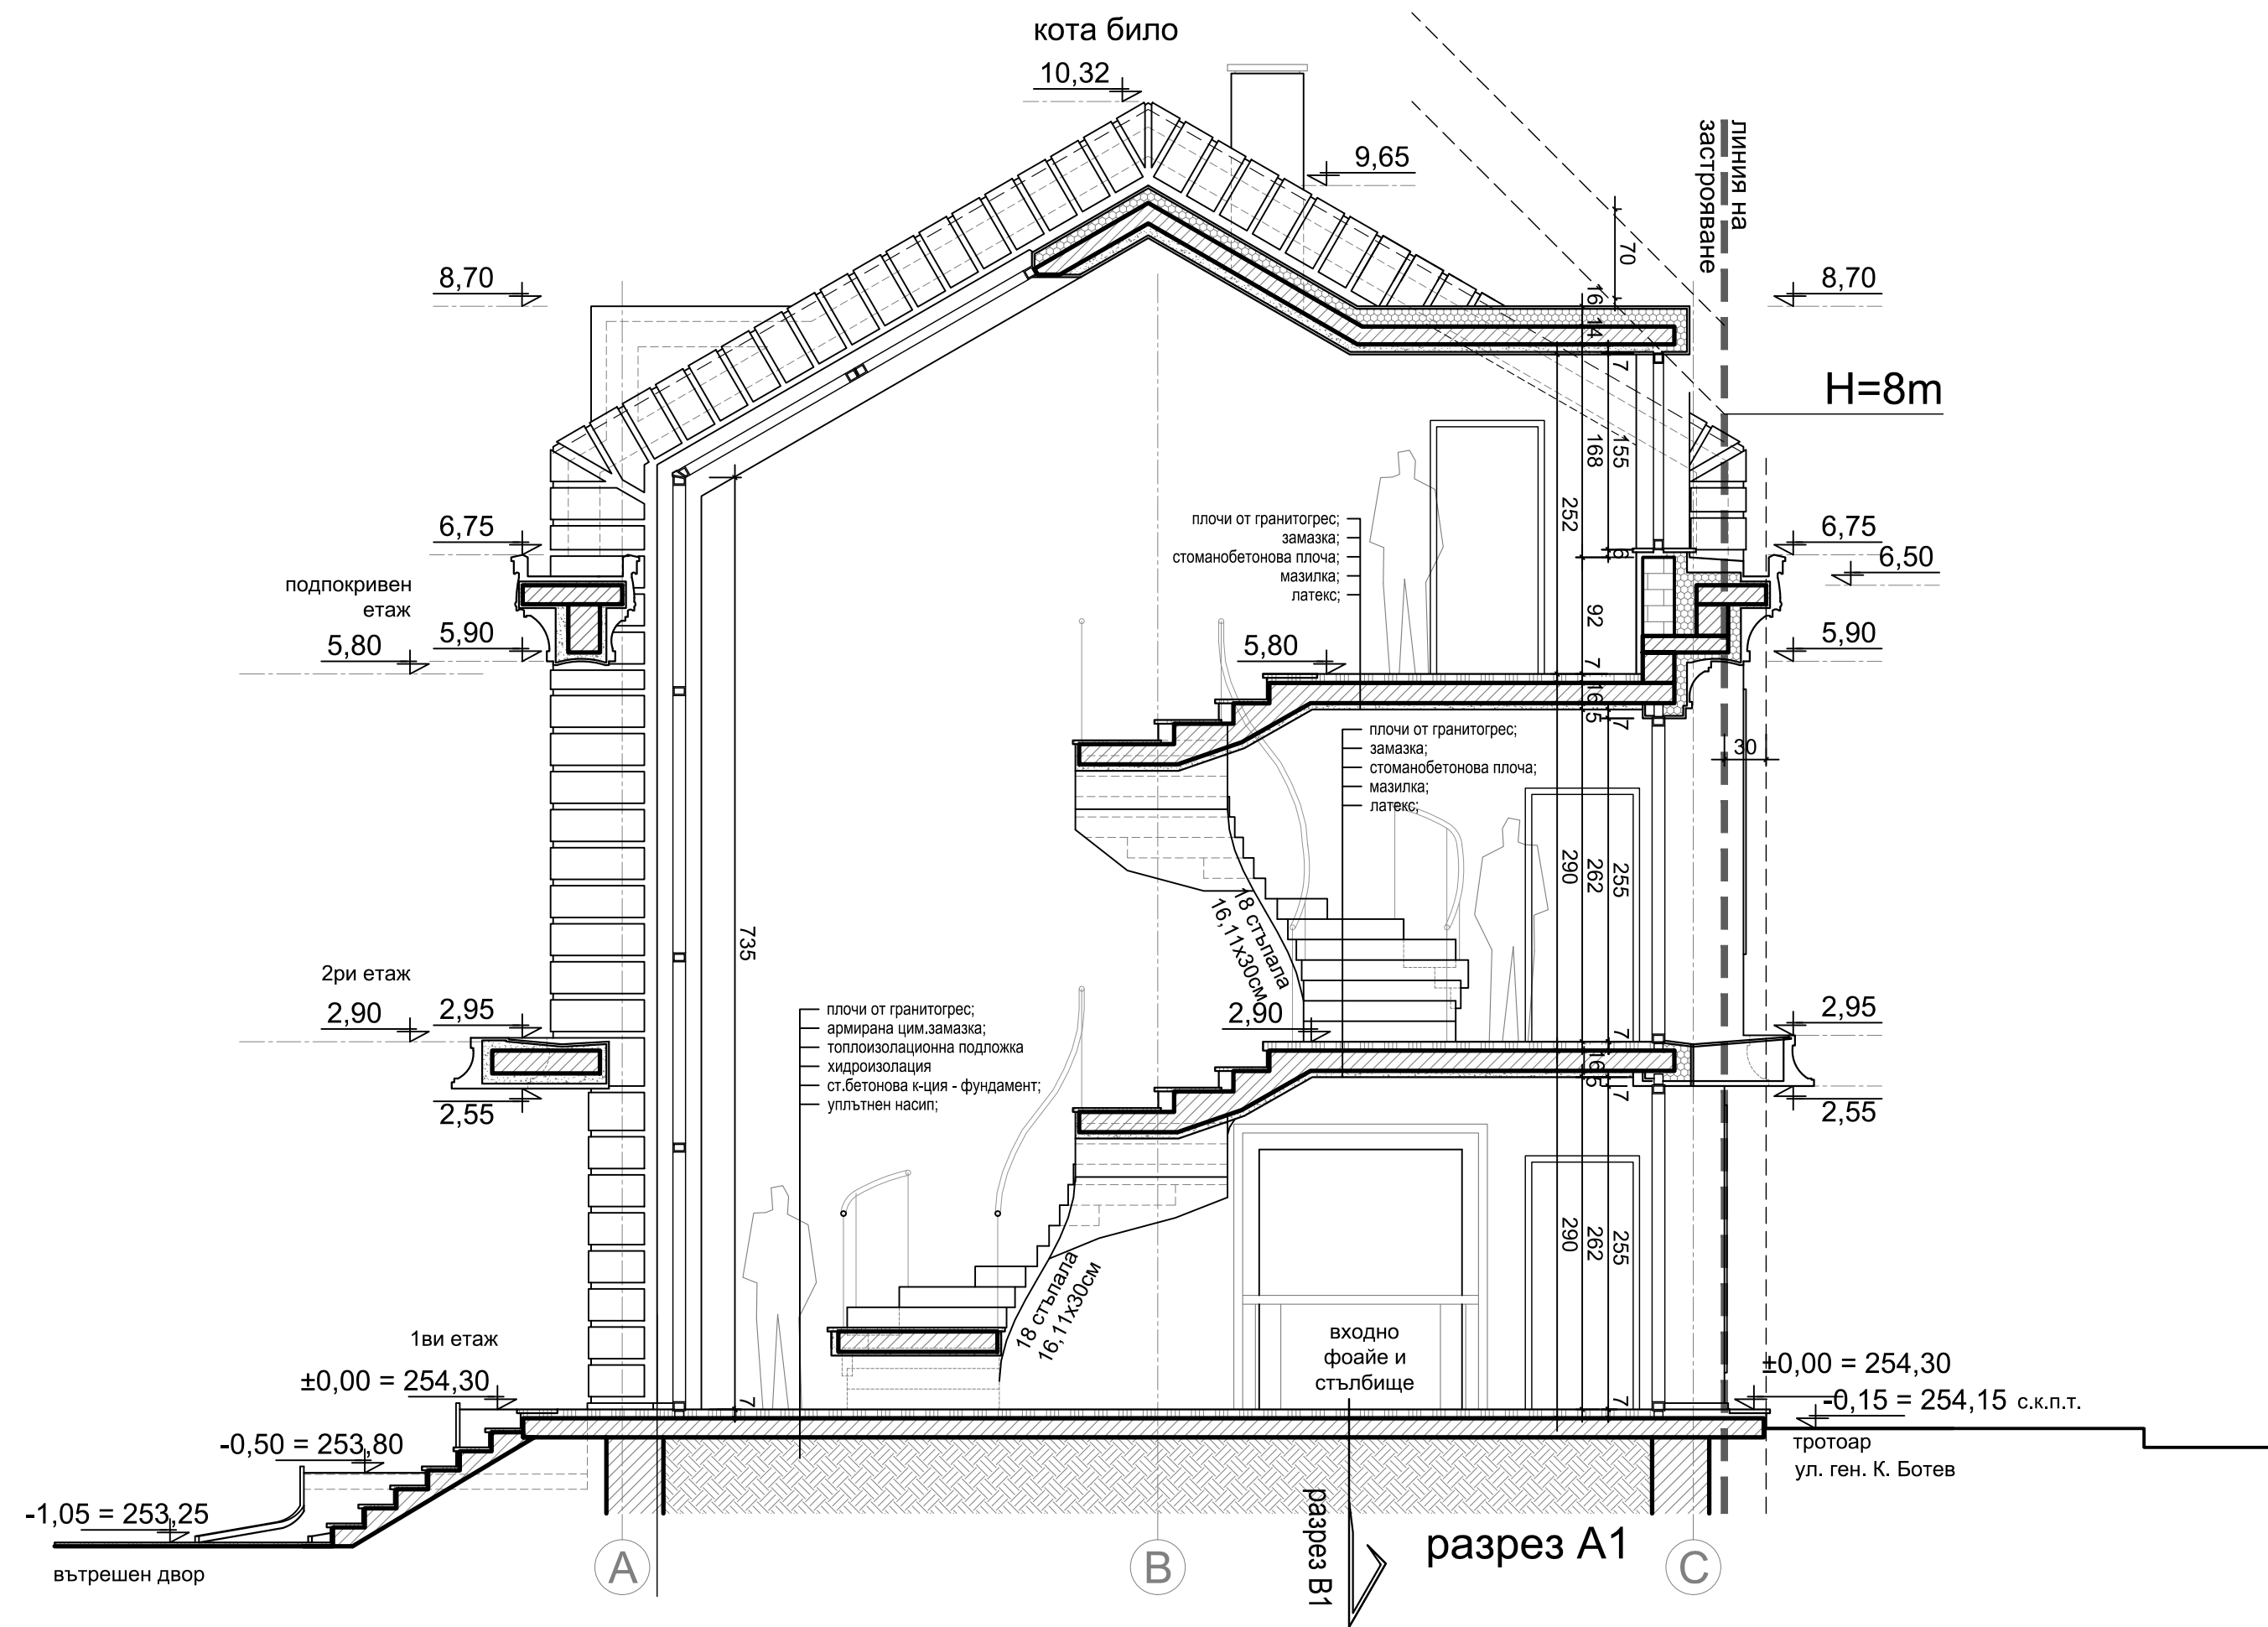 кота било
10,32
9,65
линия на
застрояване
70
8,70
8,70
16
14
7
H=8m
155
168
252
6,75
6,75
6,50
плочи от гранитогрес;
замазка;
стоманобетонова плоча;
мазилка;
латекс;
подпокривен
етаж
5,80
5,90
5,80
5,90
92
7
16
5
7
плочи от гранитогрес;
замазка;
стоманобетонова плоча;
мазилка;
латекс;
30
290
262
255
735
18 стъпала
16,11x30см
2ри етаж
2,90
2,95
2,90
2,95
плочи от гранитогрес;
армирана цим.замазка;
топлоизолационна подложка
хидроизолация
ст.бетонова к-ция - фундамент;
уплътнен насип;
7
16
5
7
2,55
2,55
290
262
255
18 стъпала
16,11x30см
входно
фоайе и
стълбище
1ви етаж
±0,00 = 254,30
±0,00 = 254,30
7
7
-0,15 = 254,15 с.к.п.т.
-0,50 = 253,80
тротоар
ул. ген. К. Ботев
-1,05 = 253,25
вътрешен двор
разрез В1
разрез А1
A
B
C